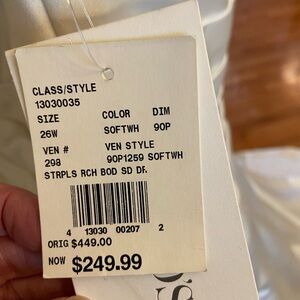 CLASS/STYLE
13030035
SIZE COLOR DIM
26W SOFTWH 90P
VEN # VEN STYLE
298 90P1259 SOFTWH
STRPLS RCH BOD SD DR
4 13030 00207 2
ORIG $449.00
NOW $249.99